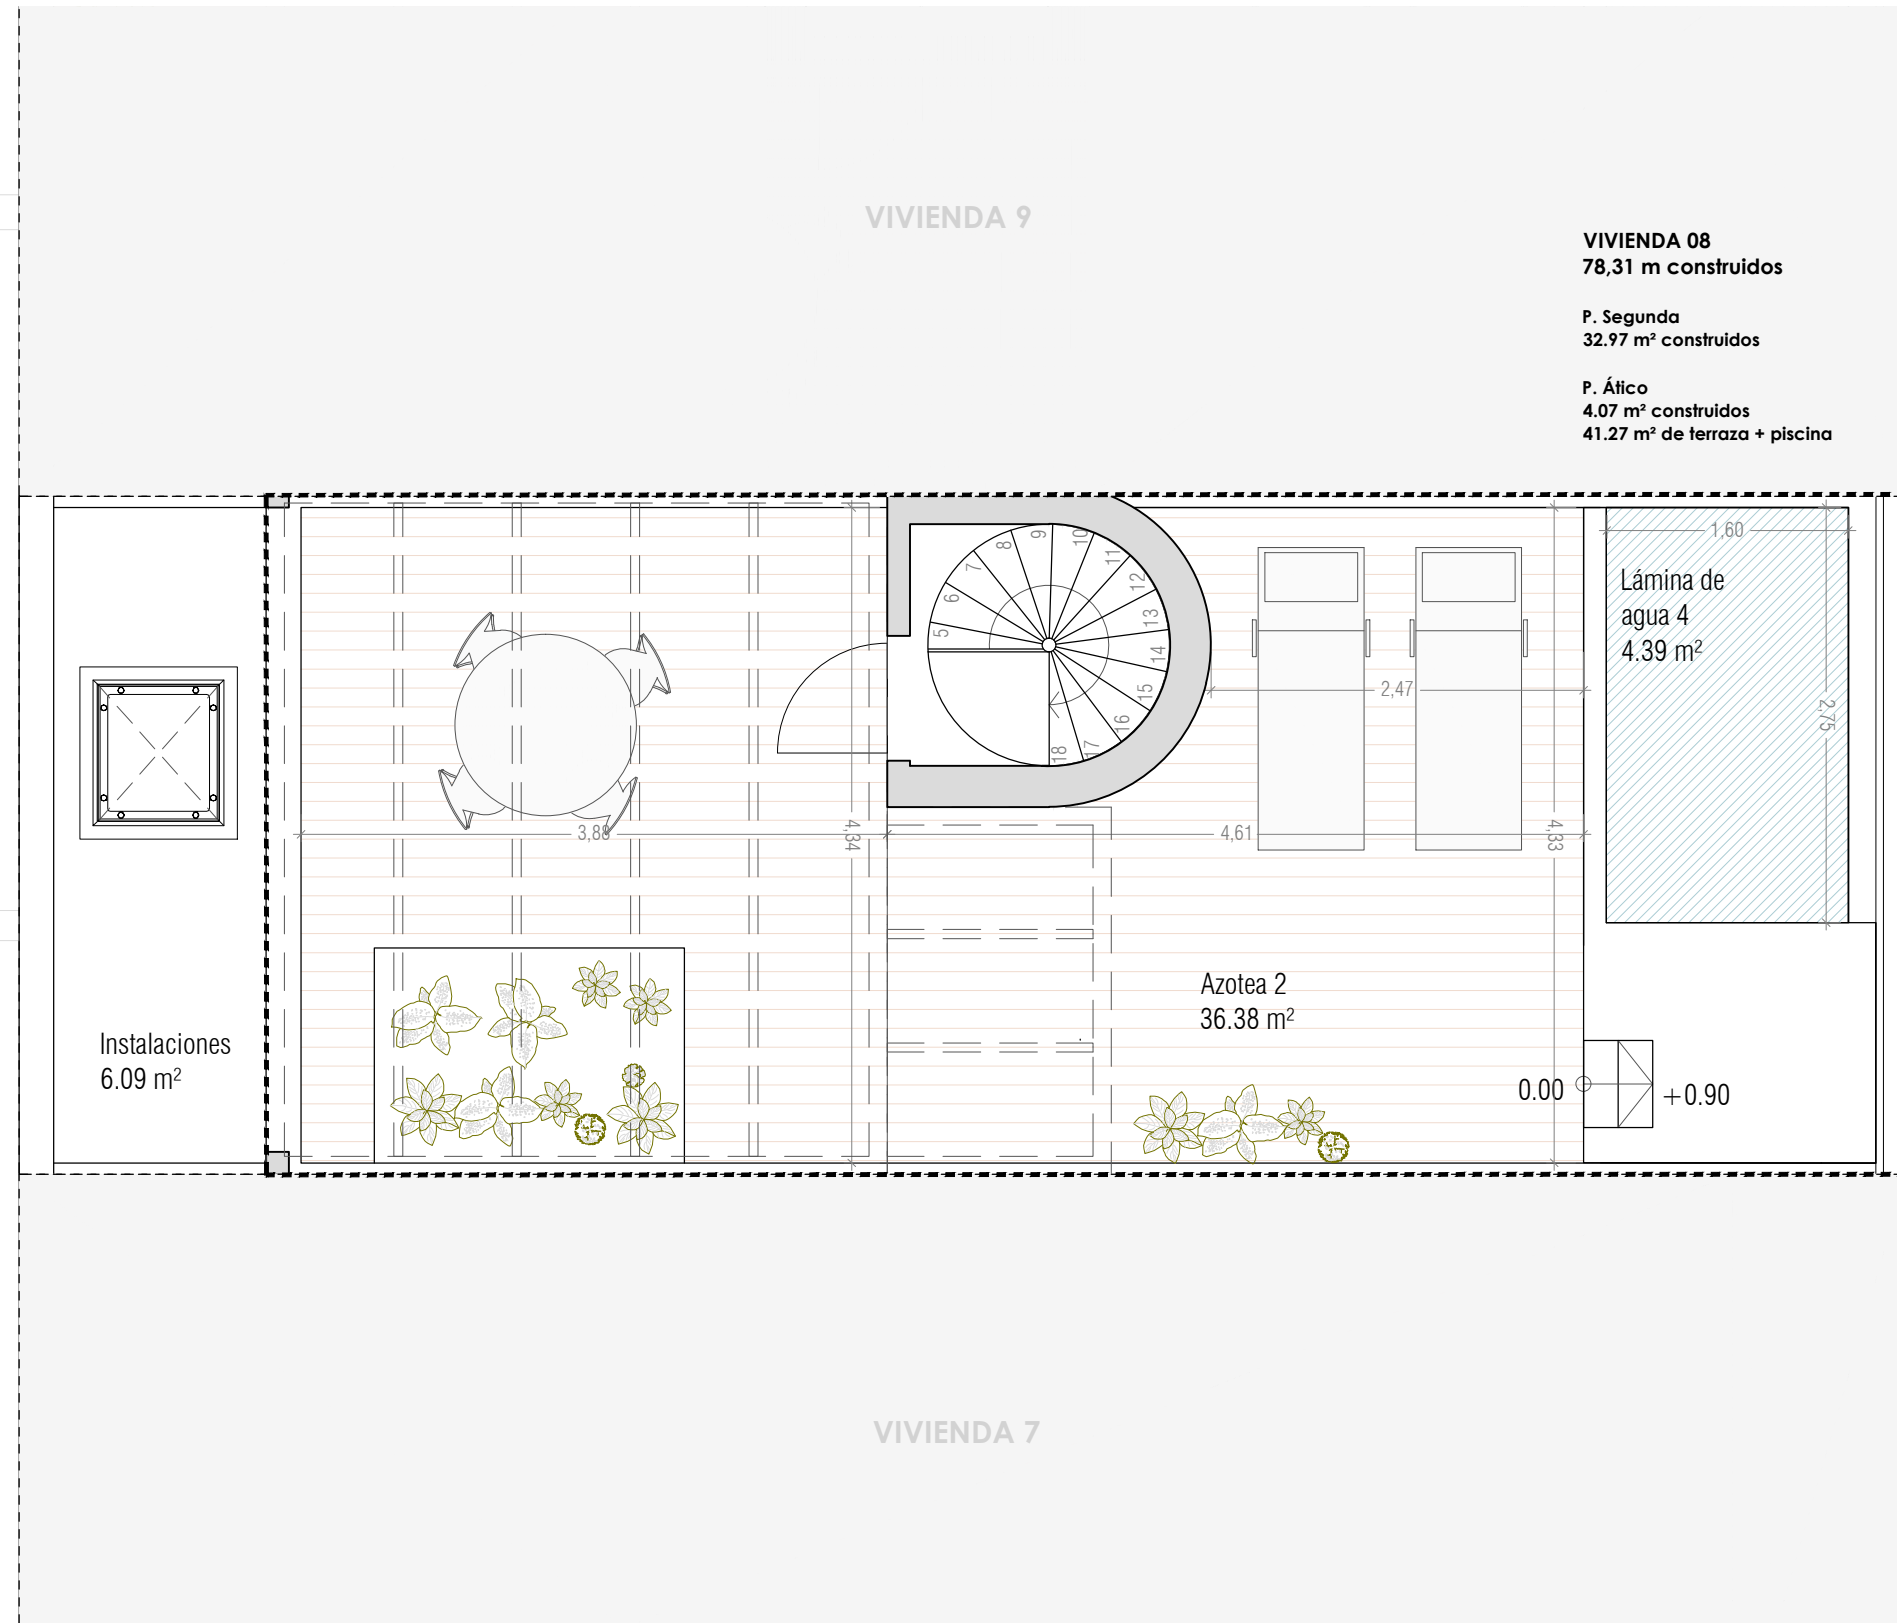 VIVIENDA 9
VIVIENDA 08
78,31 m construidos
P. Segunda
32.97 m² construidos
P. Ático
4.07 m² construidos
41.27 m² de terraza + piscina
5
6
7
8
9
10
11
12
13
14
15
16
17
18
1,60
Lámina de
agua 4
4.39 m²
2,47
2,75
3,88
4,34
4,61
4,33
Azotea 2
36.38 m²
Instalaciones
6.09 m²
0.00
+0.90
VIVIENDA 7